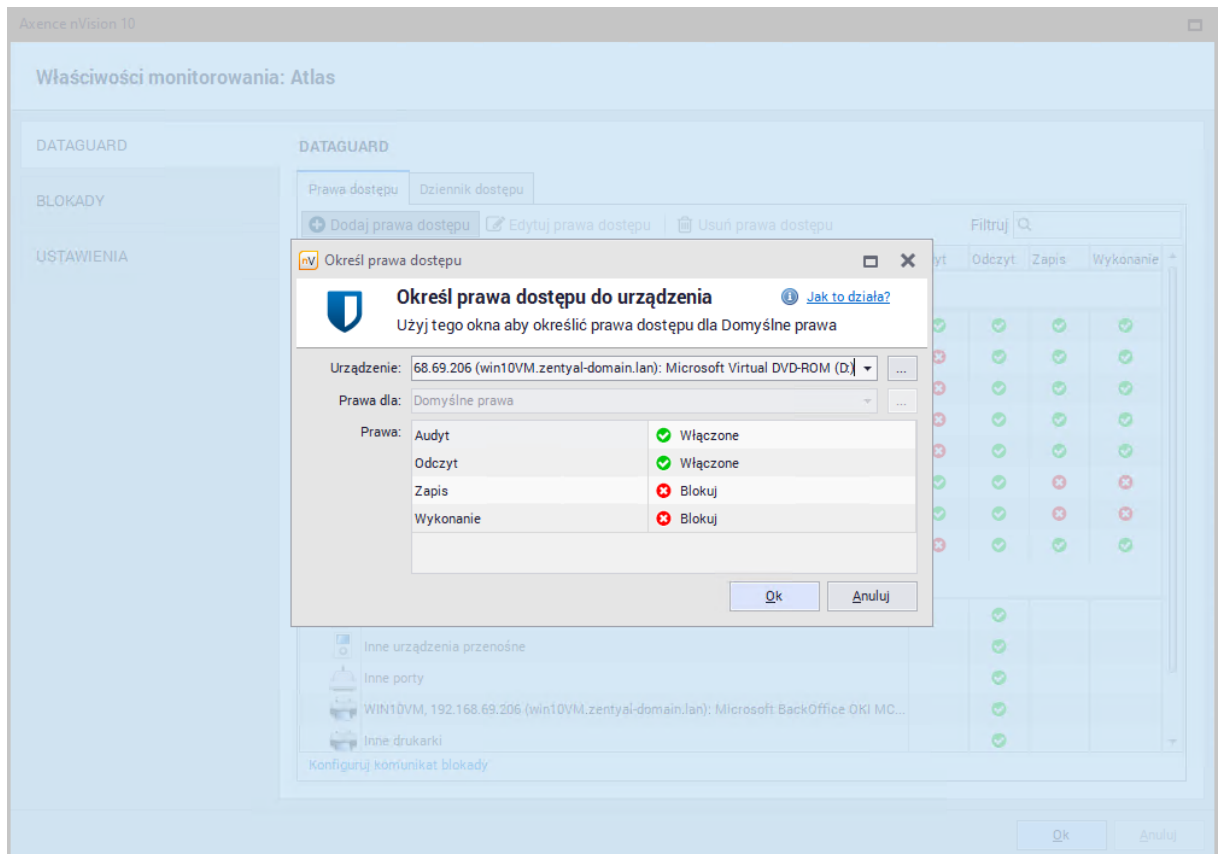 Axence nVision 10
Właściwości monitorowania: Atlas
DATAGUARD
BLOKADY
USTAWIENIA
DATAGUARD
Prawa dostępu Dziennik dostępu
Dodaj prawa dostępu Edytuj prawa dostępu Usuń prawa dostępu Filtruj
Odczyt Zapis Wykonanie
nV Określ prawa dostępu
Określ prawa dostępu do urządzenia Jak to działa?
Użyj tego okna aby określić prawa dostępu dla Domyślne prawa
Urządzenie: 68.69.206 (win10VM.zentyal-domain.lan): Microsoft Virtual DVD-ROM (D:) ...
Prawa dla: Domyślne prawa ...
Prawa:
Audyt Włączone
Odczyt Włączone
Zapis Blokuj
Wykonanie Blokuj
Ok Anuluj
Inne urządzenia przenośne
Inne porty
WIN10VM, 192.168.69.206 (win10VM.zentyal-domain.lan): Microsoft BackOffice OKI MC...
Inne drukarki
Konfiguruj komunikat blokady
Ok Anuluj